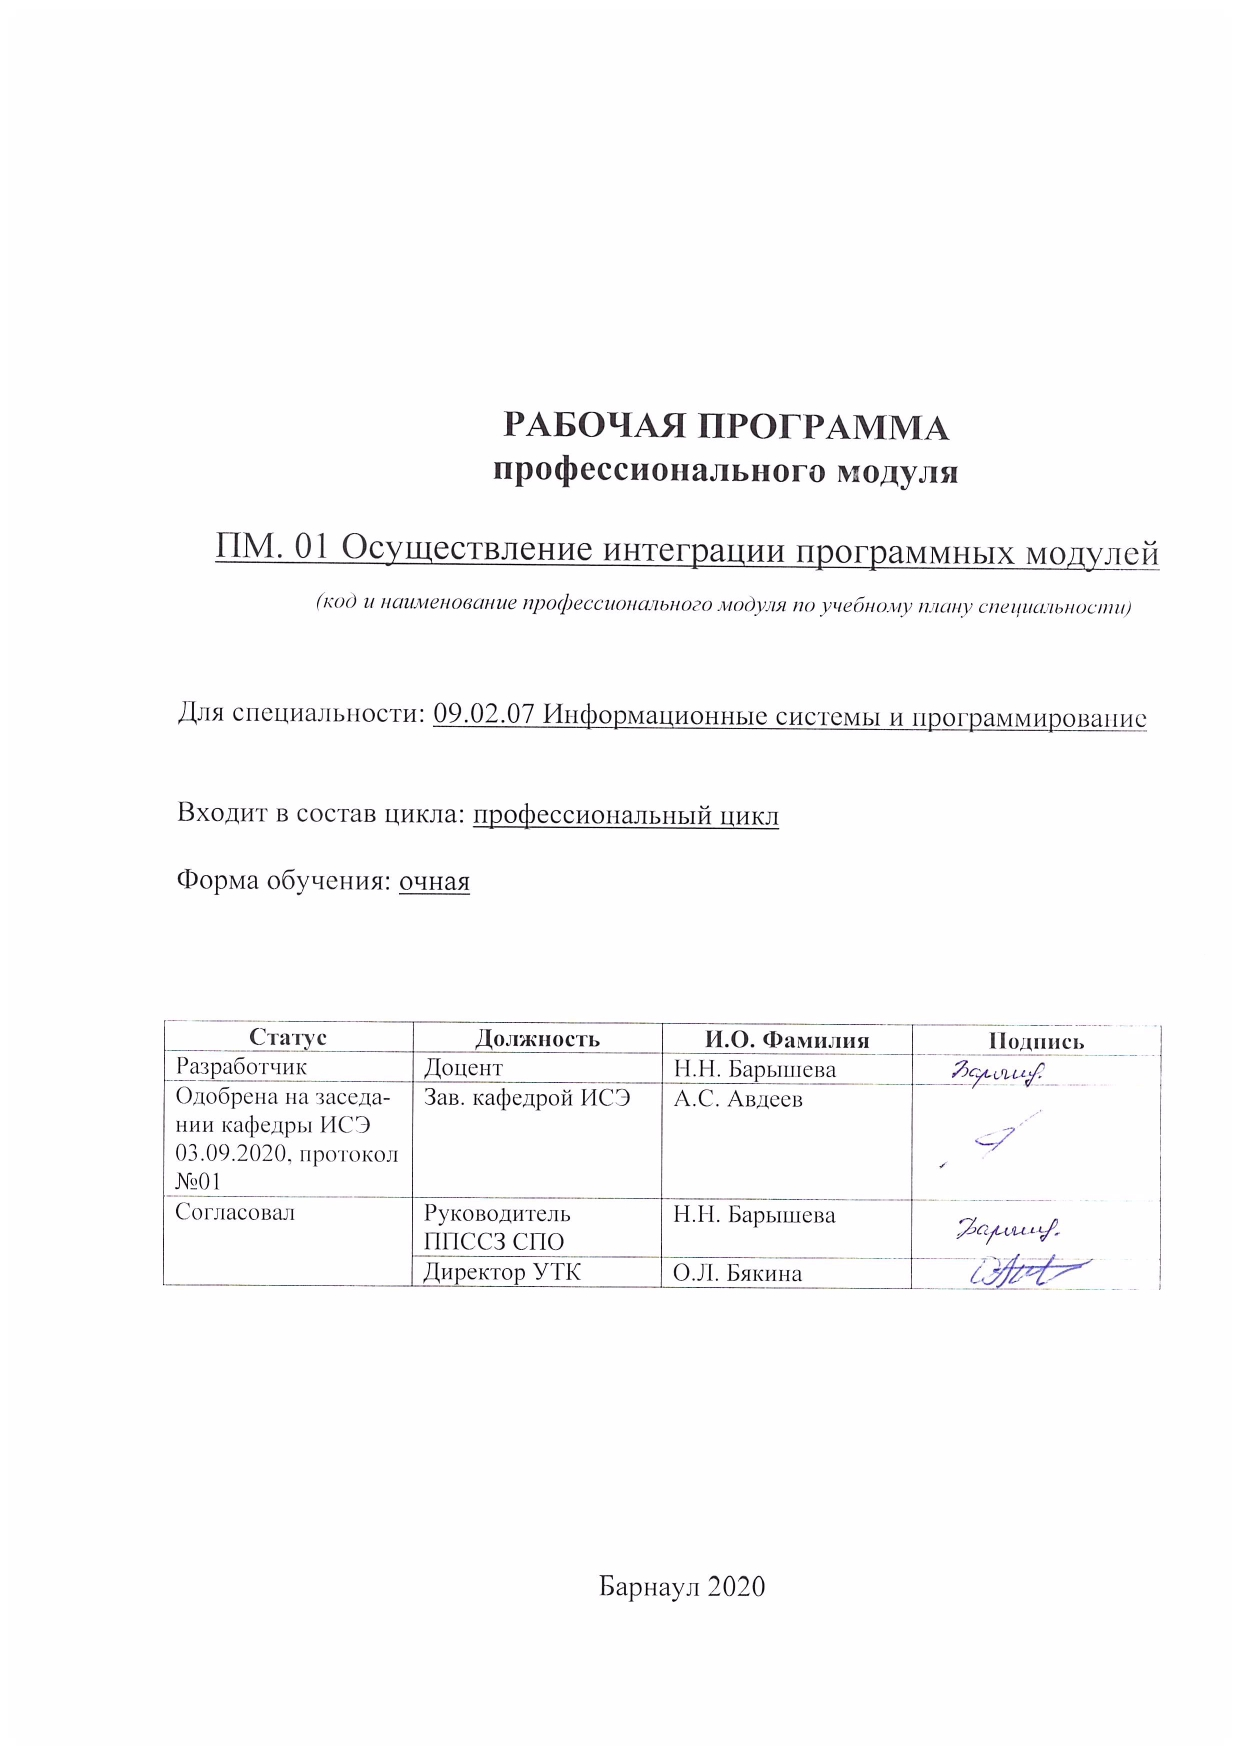 РАБОЧАЯ ПРОГРАММА
профессионального модуля
ПМ. 01 Осуществление интеграции программных модулей
(код и наименование профессионального модуля по учебному плану специальности)
Для специальности: 09.02.07 Информационные системы и программирование
Входит в состав цикла: профессиональный цикл
Форма обучения: очная
Статус Должность И.О. Фамилия Подпись
Разработчик Доцент Н.Н. Барышева
Одобрена на заседа-
нии кафедры ИСЭ
03.09.2020, протокол
№01
Зав. кафедрой ИСЭ А.С. Авдеев
Согласовал
Руководитель
ППССЗ СПО
Н.Н. Барышева
Директор УТК О.Л. Бякина
Барнаул 2020